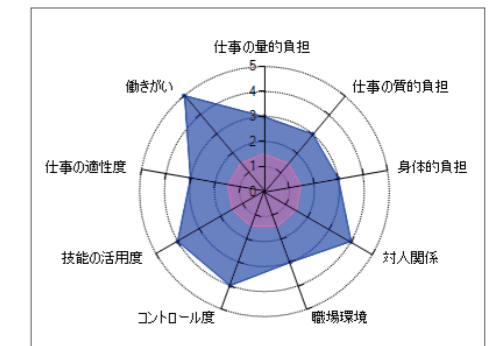 仕事の量的負担
仕事の質的負担
身体的負担
対人関係
職場環境
コントロール度
技能の活用度
仕事の適性度
働きがい
5
4
3
2
1
0